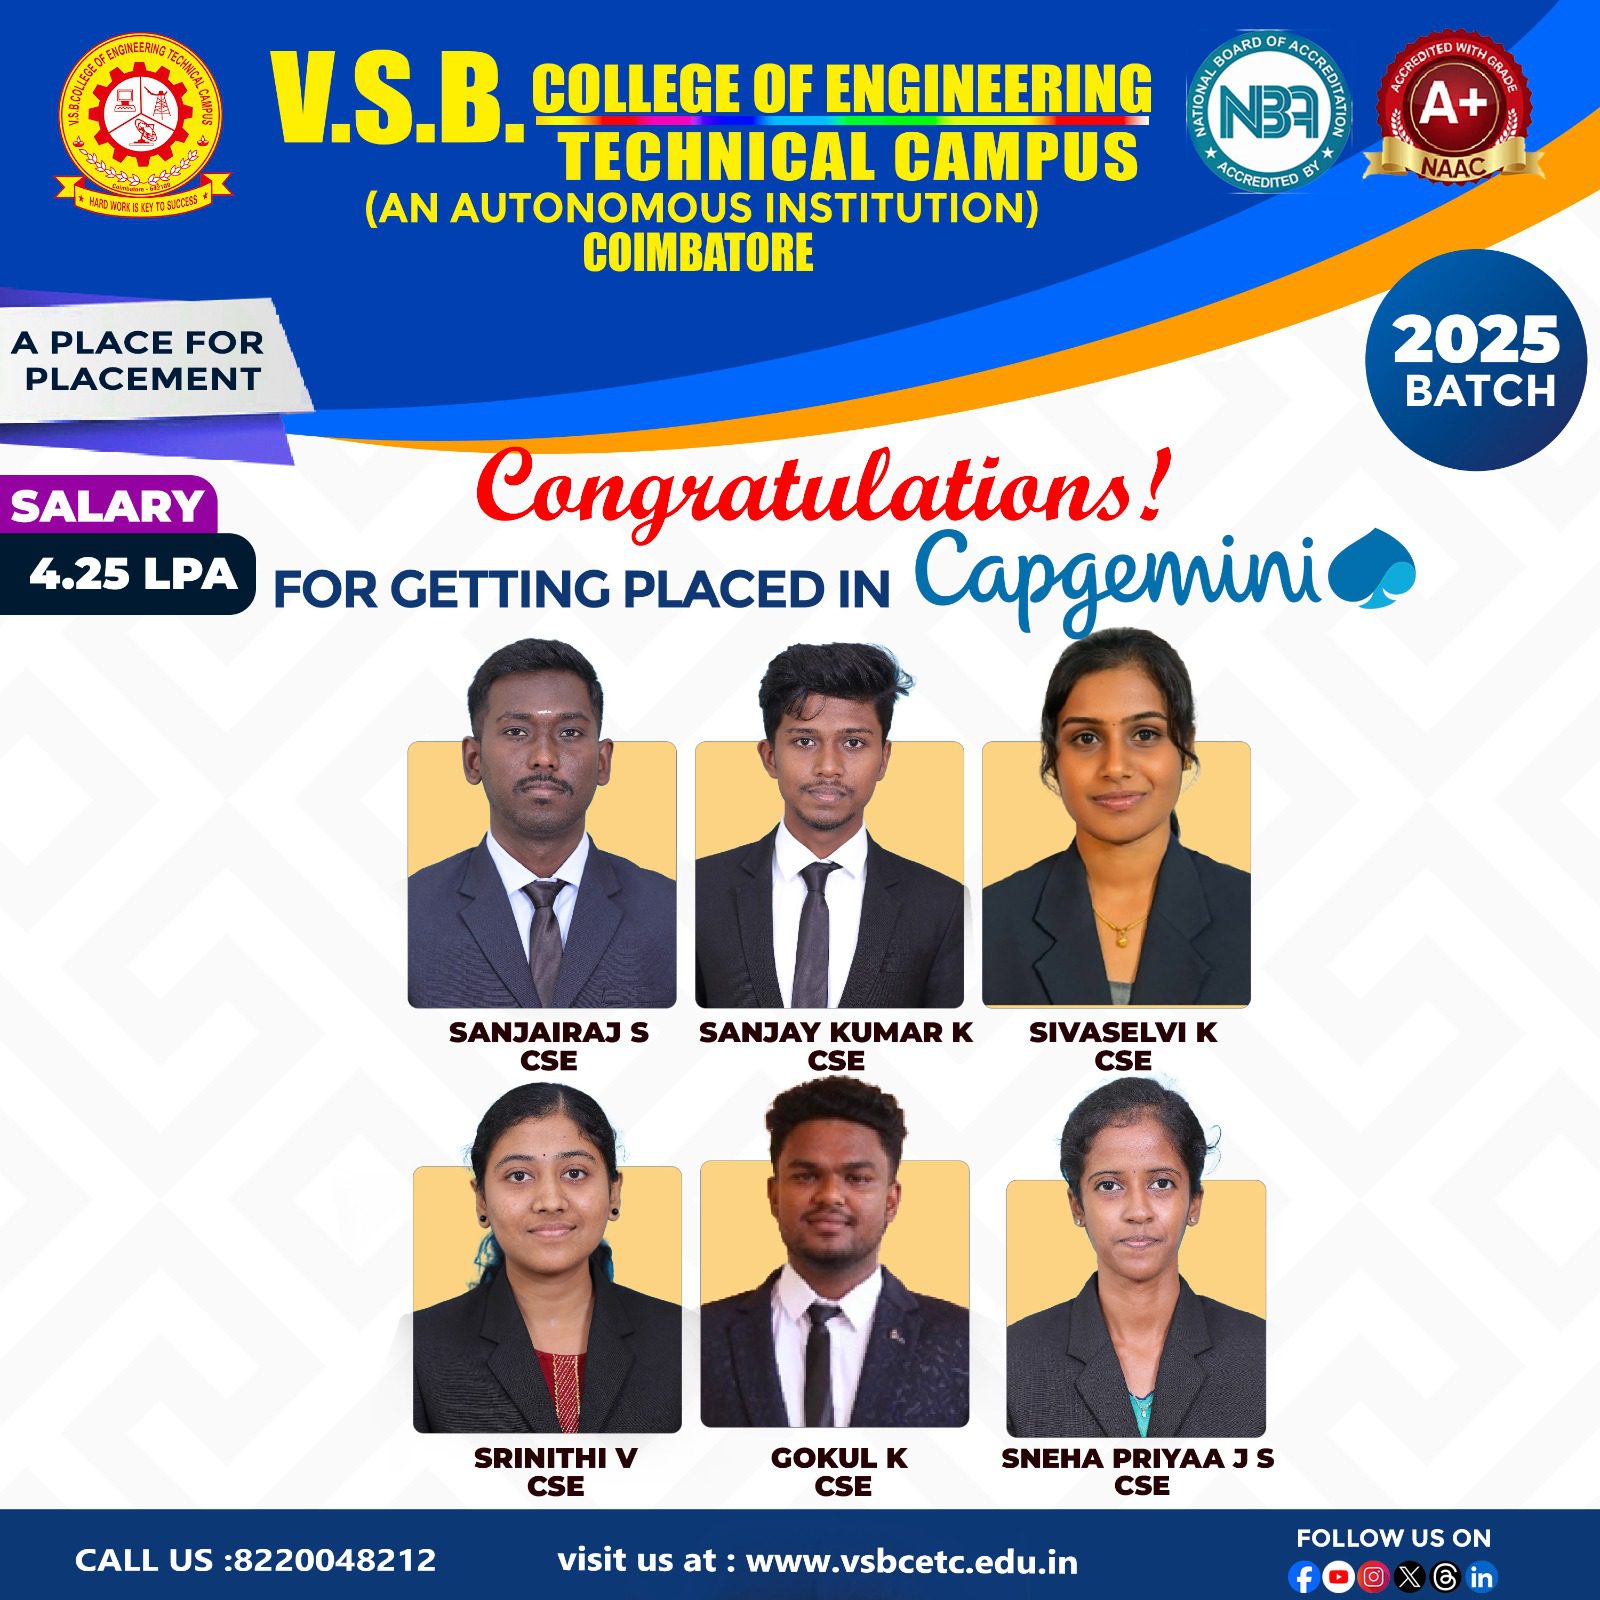 V.S.B.COLLEGE OF ENGINEERING TECHNICAL CAMPUS
Coimbatore - 642109
★ HARD WORK IS KEY TO SUCCESS ★
V.S.B. COLLEGE OF ENGINEERING
TECHNICAL CAMPUS
(AN AUTONOMOUS INSTITUTION)
COIMBATORE
NATIONAL BOARD OF ACCREDITATION
NBA
★ ACCREDITED BY ★
ACCREDITED WITH GRADE
A+
NAAC
A PLACE FOR
PLACEMENT
2025
BATCH
SALARY
4.25 LPA
Congratulations!
FOR GETTING PLACED IN Capgemini
SANJAIRAJ S
CSE
SANJAY KUMAR K
CSE
SIVASELVI K
CSE
SRINITHI V
CSE
GOKUL K
CSE
SNEHA PRIYAA J S
CSE
CALL US :8220048212
visit us at : www.vsbcetc.edu.in
FOLLOW US ON